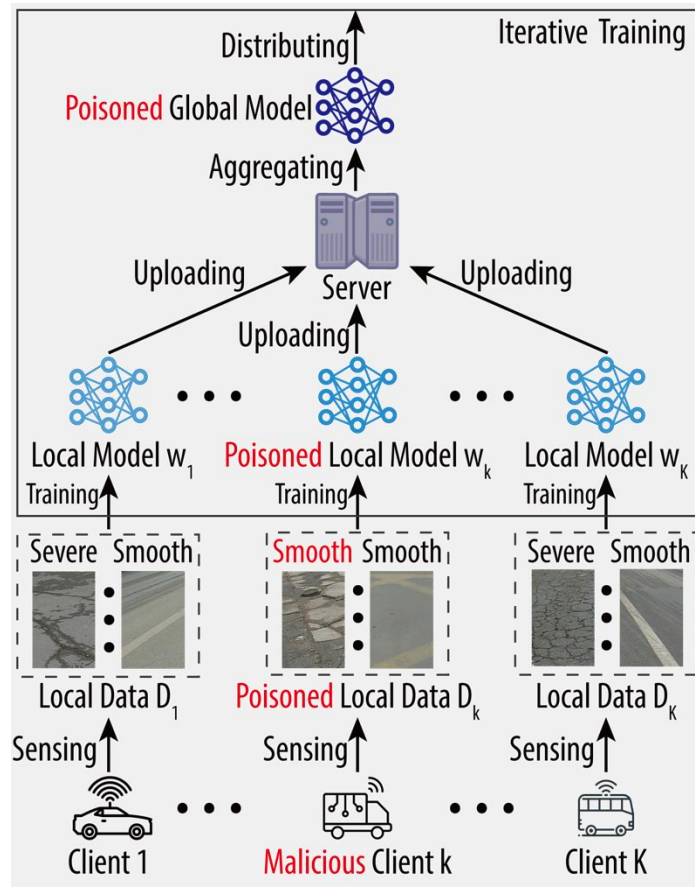 Iterative Training
Distributing
Poisoned Global Model
Aggregating
Server
Uploading Uploading Uploading
Local Model w₁ Poisoned Local Model wₖ Local Model w_K
Training Training Training
Severe Smooth Smooth Smooth Severe Smooth
Local Data D₁ Poisoned Local Data Dₖ Local Data D_K
Sensing Sensing Sensing
Client 1 Malicious Client k Client K